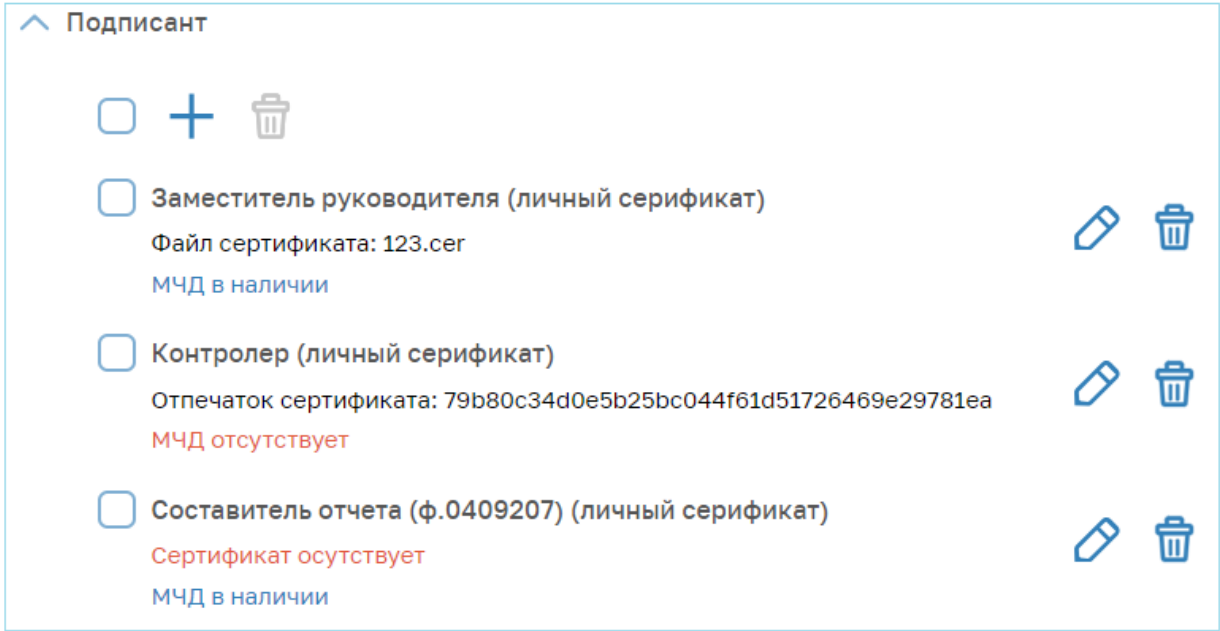 Подписант
Заместитель руководителя (личный серификат)
Файл сертификата: 123.cer
МЧД в наличии
Контролер (личный серификат)
Отпечаток сертификата: 79b80c34d0e5b25bc044f61d51726469e29781ea
МЧД отсутствует
Составитель отчета (ф.0409207) (личный серификат)
Сертификат осутствует
МЧД в наличии